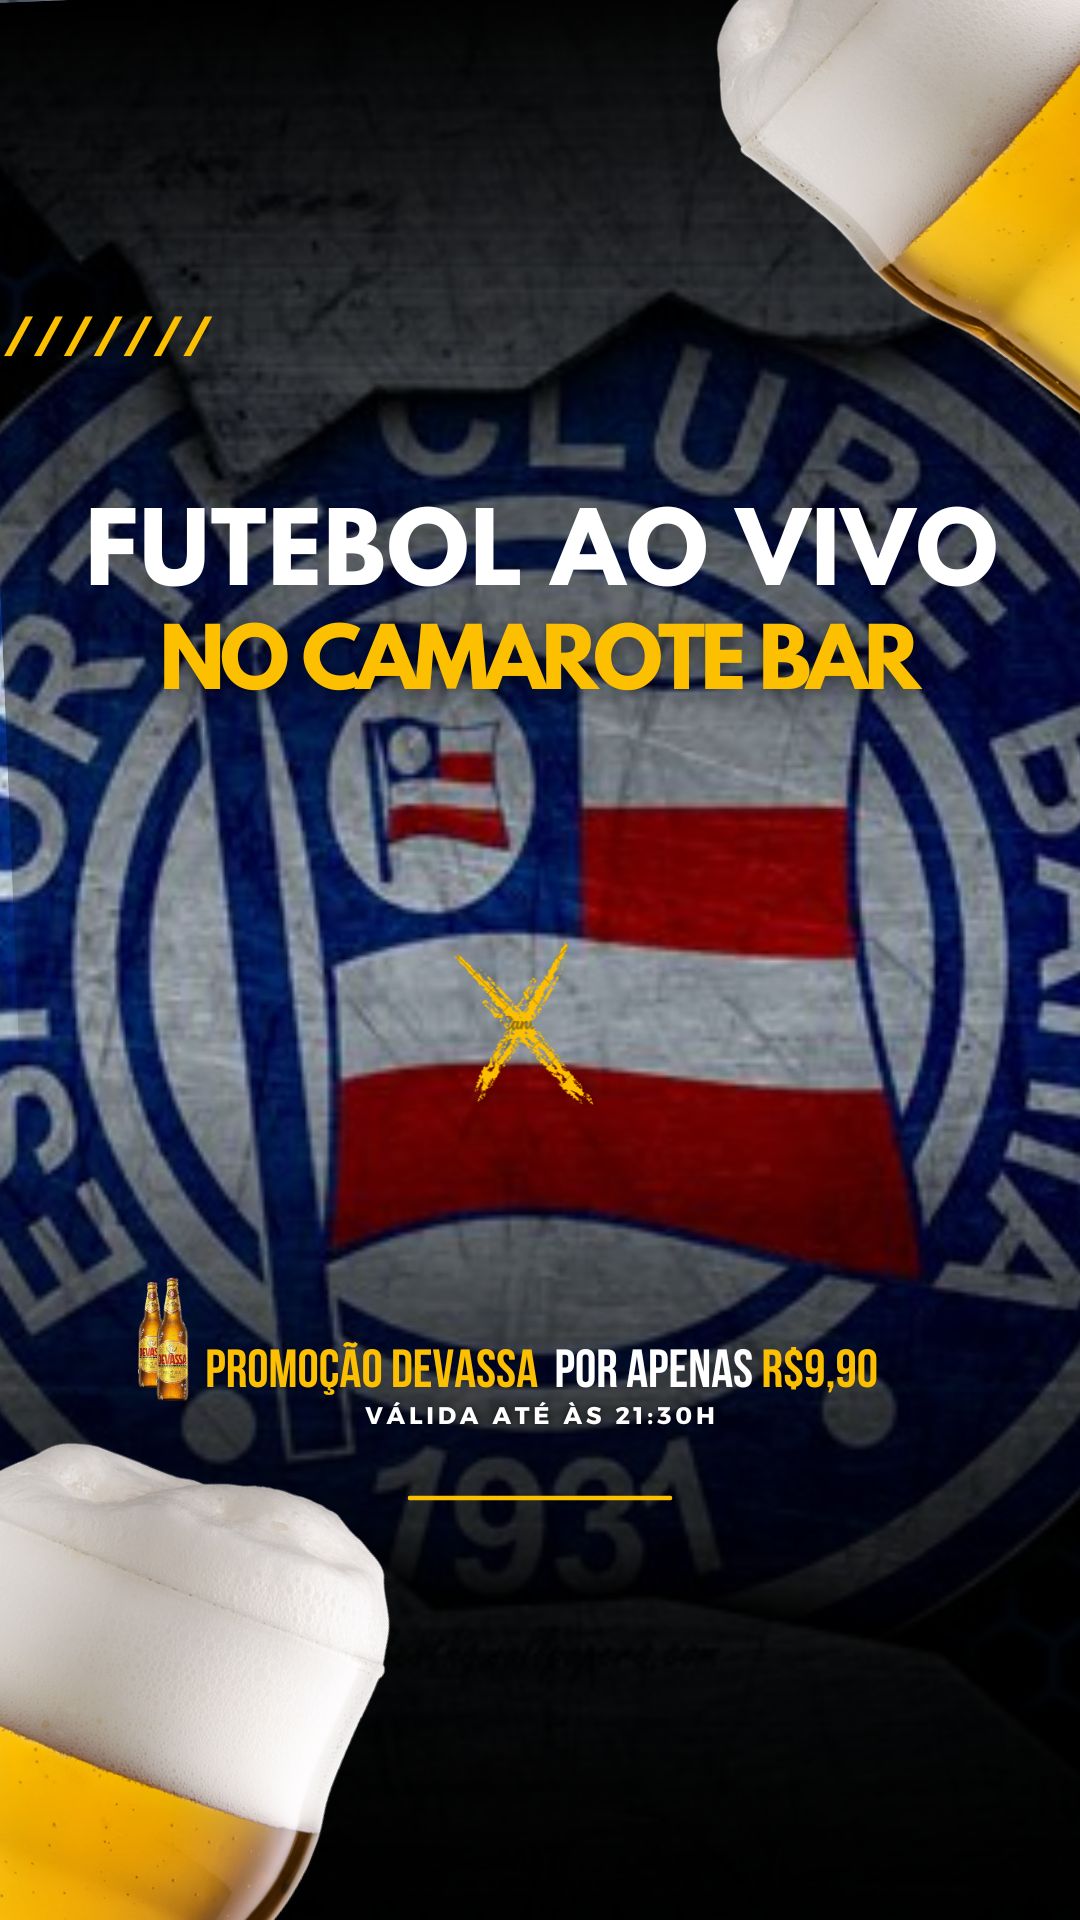 ESPORTE CLUBE BAHIA
FUTEBOL AO VIVO
NO CAMAROTE BAR
PROMOÇÃO DEVASSA POR APENAS R$9,90
VÁLIDA ATÉ ÀS 21:30H
1931
DEVASSA